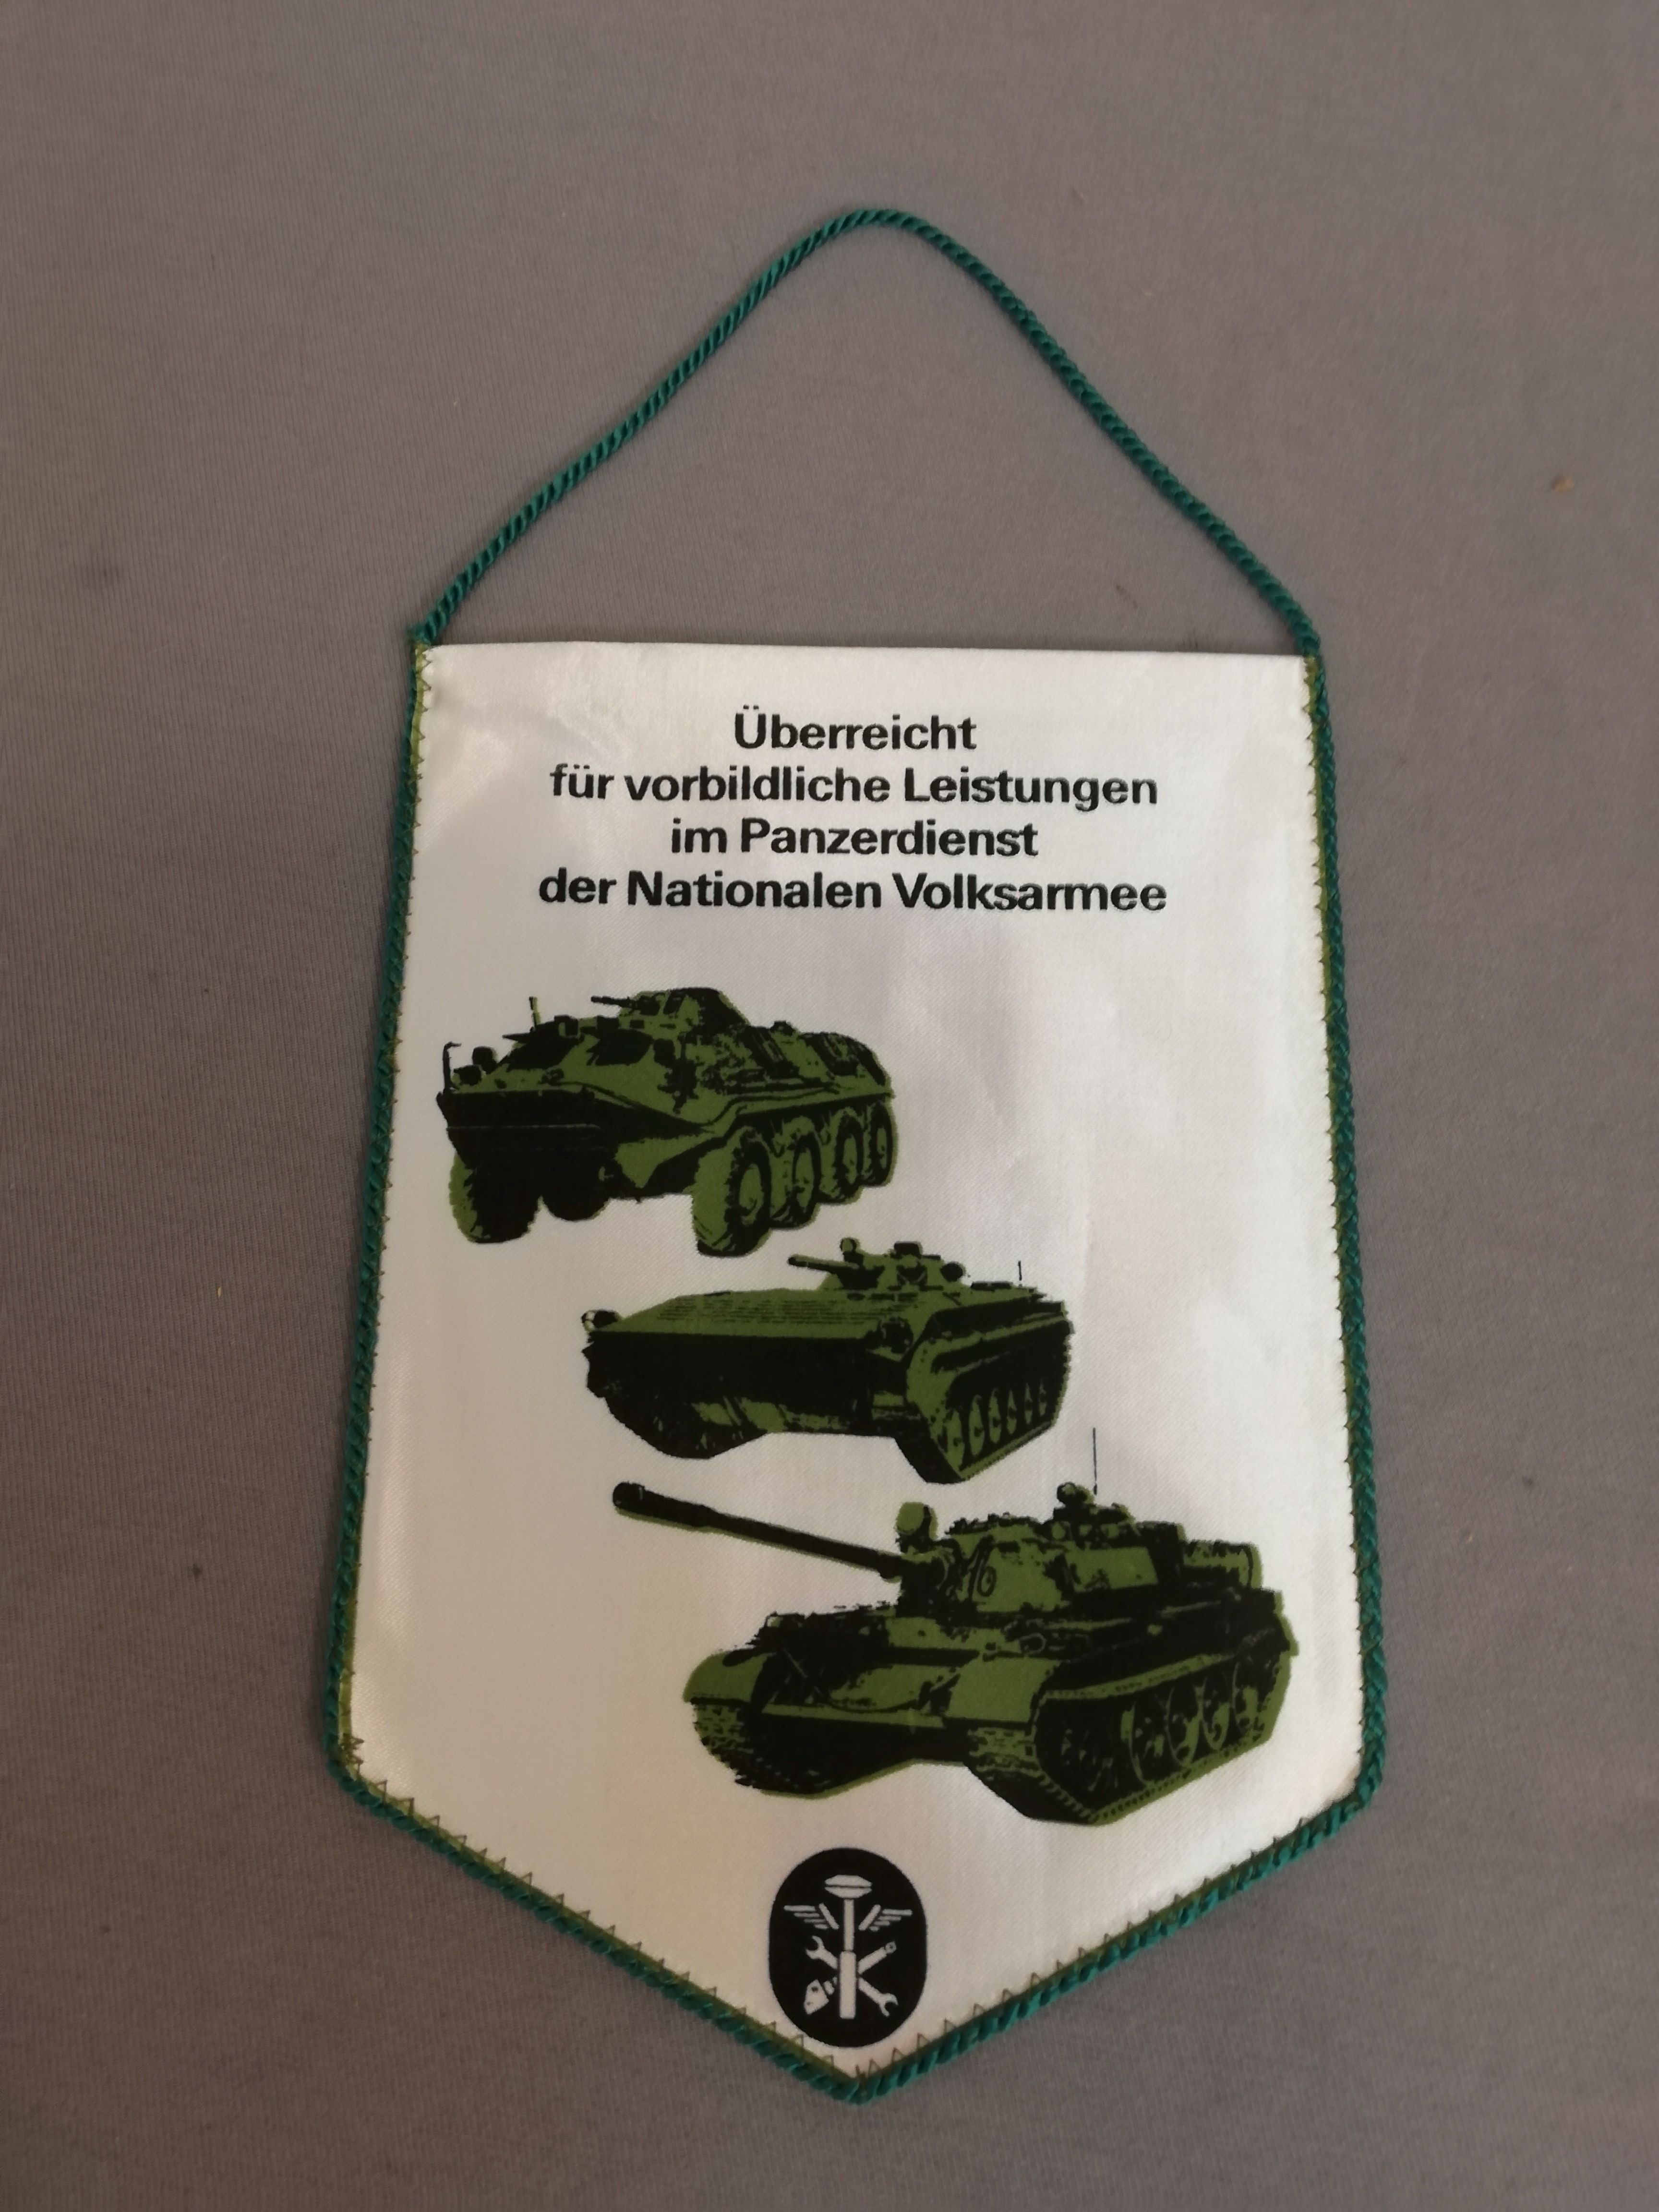 Überreicht
für vorbildliche Leistungen
im Panzerdienst
der Nationalen Volksarmee